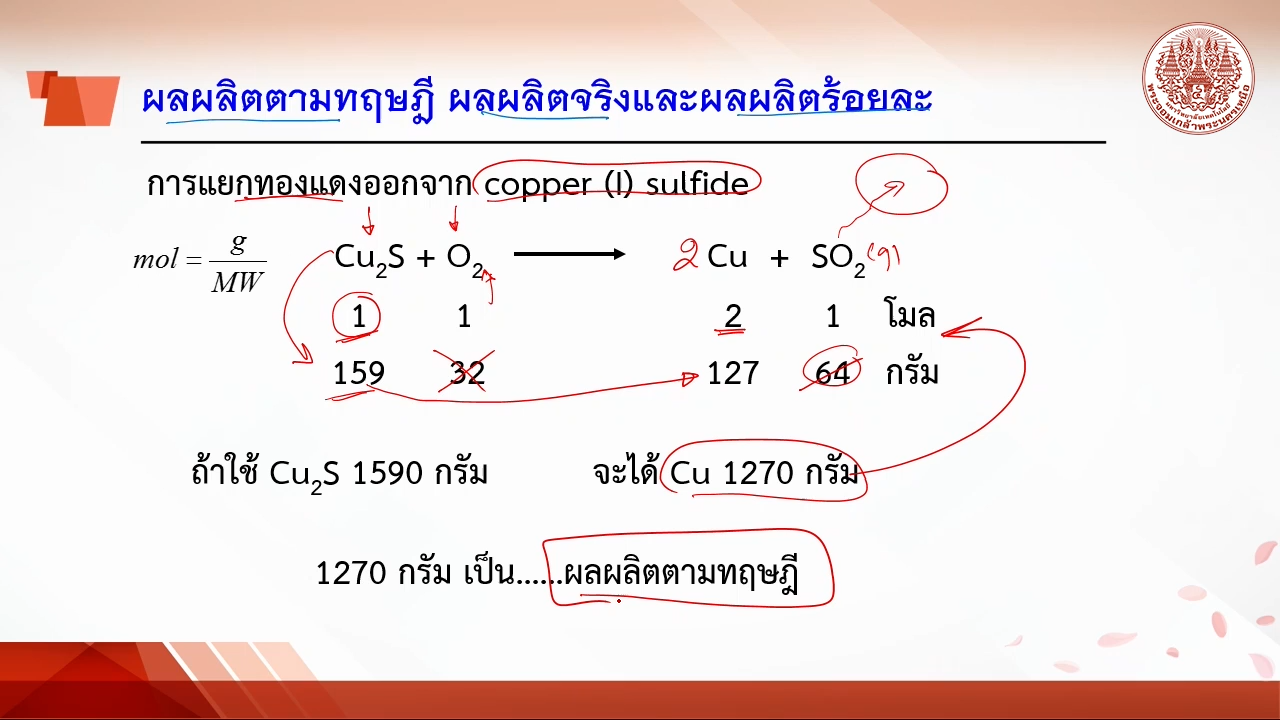 ผลผลิตตามทฤษฎี ผลผลิตจริงและผลผลิตร้อยละ
การแยกทองแดงออกจาก copper (I) sulfide
mol = g / MW
Cu₂S + O₂ → 2 Cu + SO₂ (g)
1 1 2 1 โมล
159 32 127 64 กรัม
ถ้าใช้ Cu₂S 1590 กรัม จะได้ Cu 1270 กรัม
1270 กรัม เป็น......ผลผลิตตามทฤษฎี